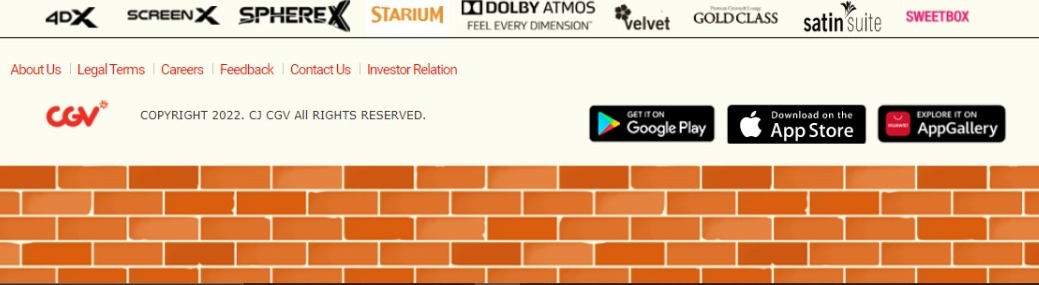 4DX SCREENX SPHEREX STARIUM DOLBY ATMOS FEEL EVERY DIMENSION™ velvet GOLD CLASS satin suite SWEETBOX
About Us | Legal Terms | Careers | Feedback | Contact Us | Investor Relation
CGV COPYRIGHT 2022. CJ CGV All RIGHTS RESERVED.
GET IT ON Google Play
Download on the App Store
HUAWEI EXPLORE IT ON AppGallery